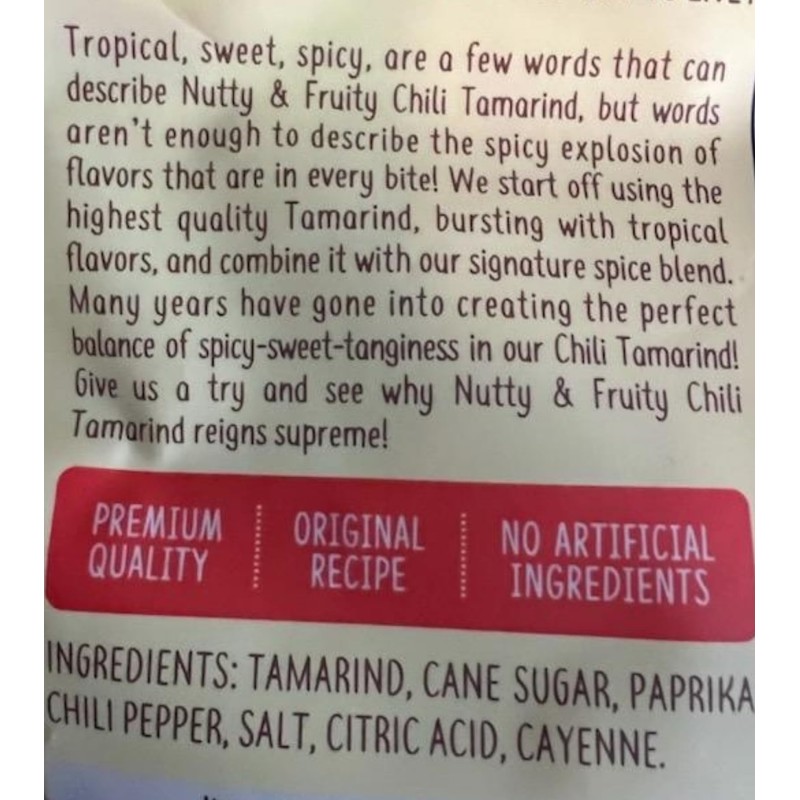 Tropical, sweet, spicy, are a few words that can
describe Nutty & Fruity Chili Tamarind, but words
aren't enough to describe the spicy explosion of
flavors that are in every bite! We start off using the
highest quality Tamarind, bursting with tropical
flavors, and combine it with our signature spice blend.
Many years have gone into creating the perfect
balance of spicy-sweet-tanginess in our Chili Tamarind!
Give us a try and see why Nutty & Fruity Chili
Tamarind reigns supreme!
PREMIUM QUALITY
ORIGINAL RECIPE
NO ARTIFICIAL INGREDIENTS
INGREDIENTS: TAMARIND, CANE SUGAR, PAPRIKA
CHILI PEPPER, SALT, CITRIC ACID, CAYENNE.